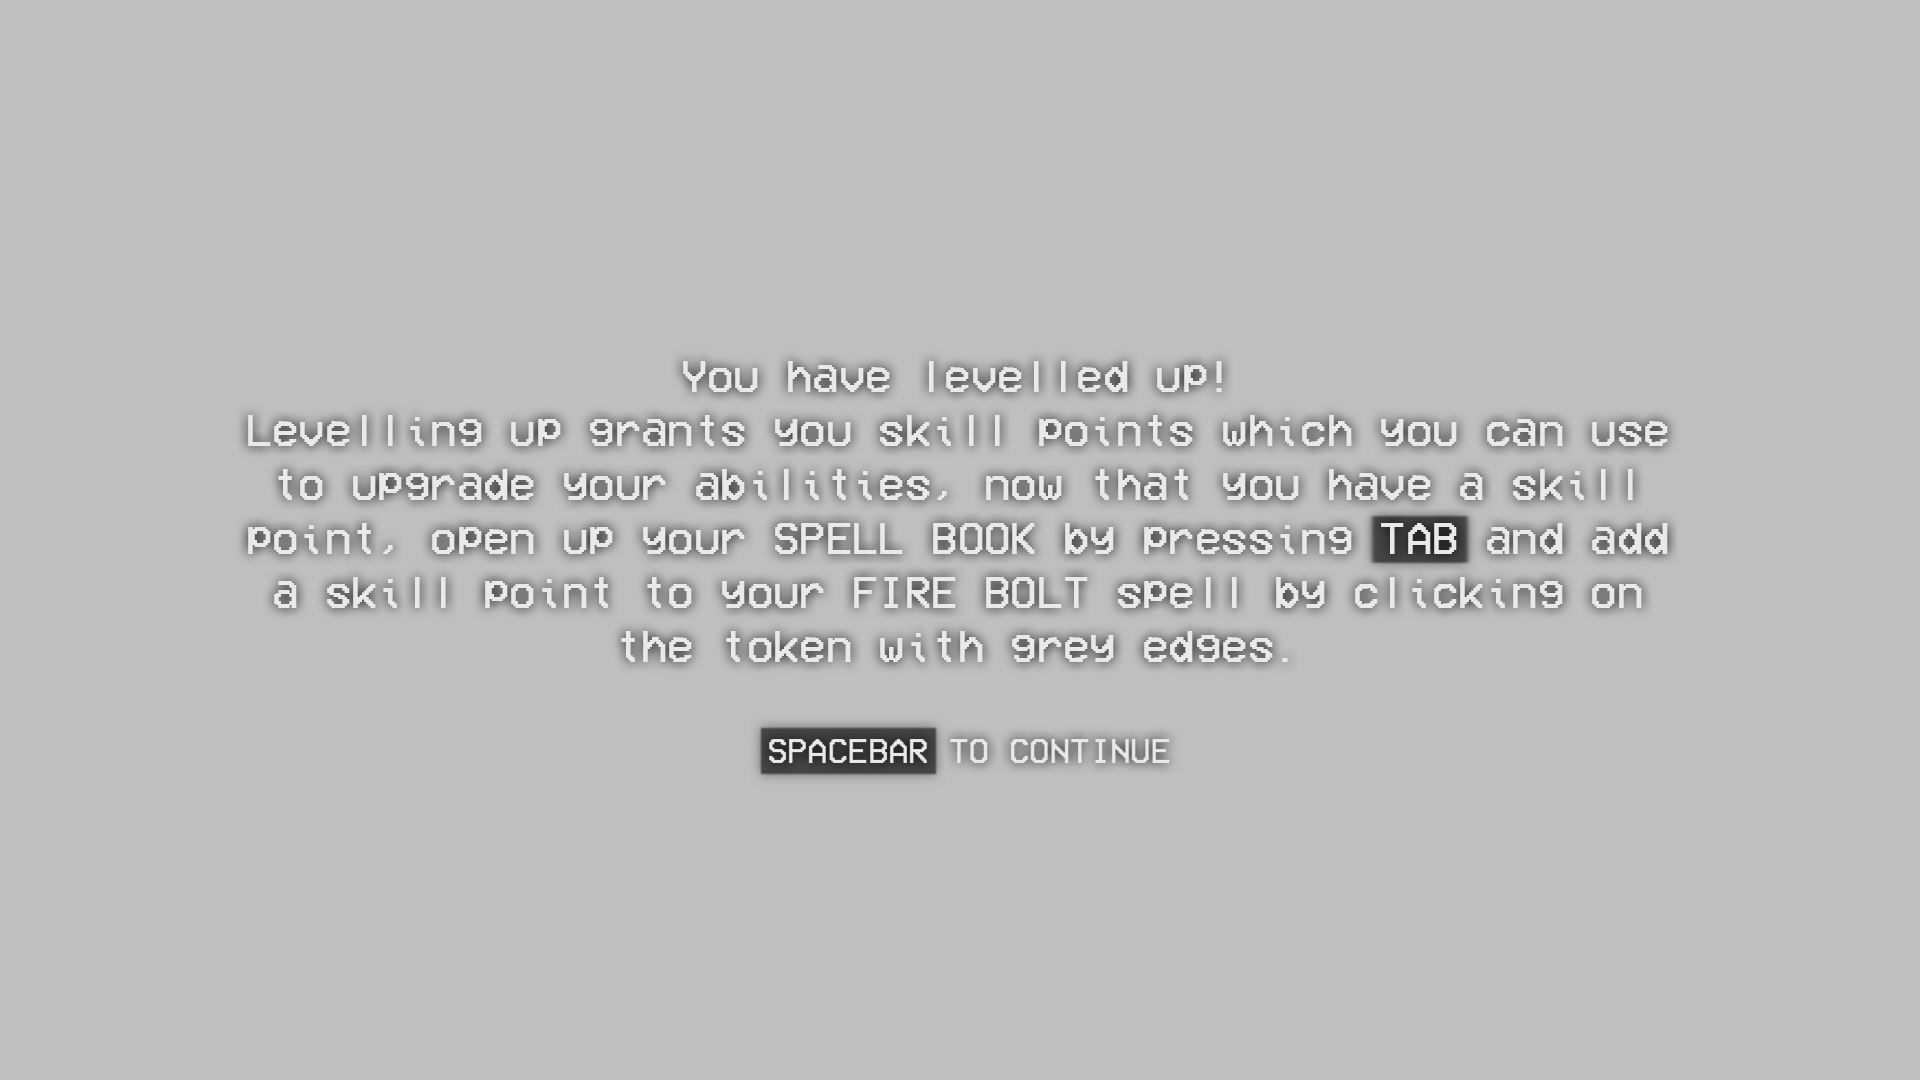 You have levelled up!
Levelling up grants you skill points which you can use
to upgrade your abilities, now that you have a skill
point, open up your SPELL BOOK by pressing TAB and add
a skill point to your FIRE BOLT spell by clicking on
the token with grey edges.
SPACEBAR TO CONTINUE